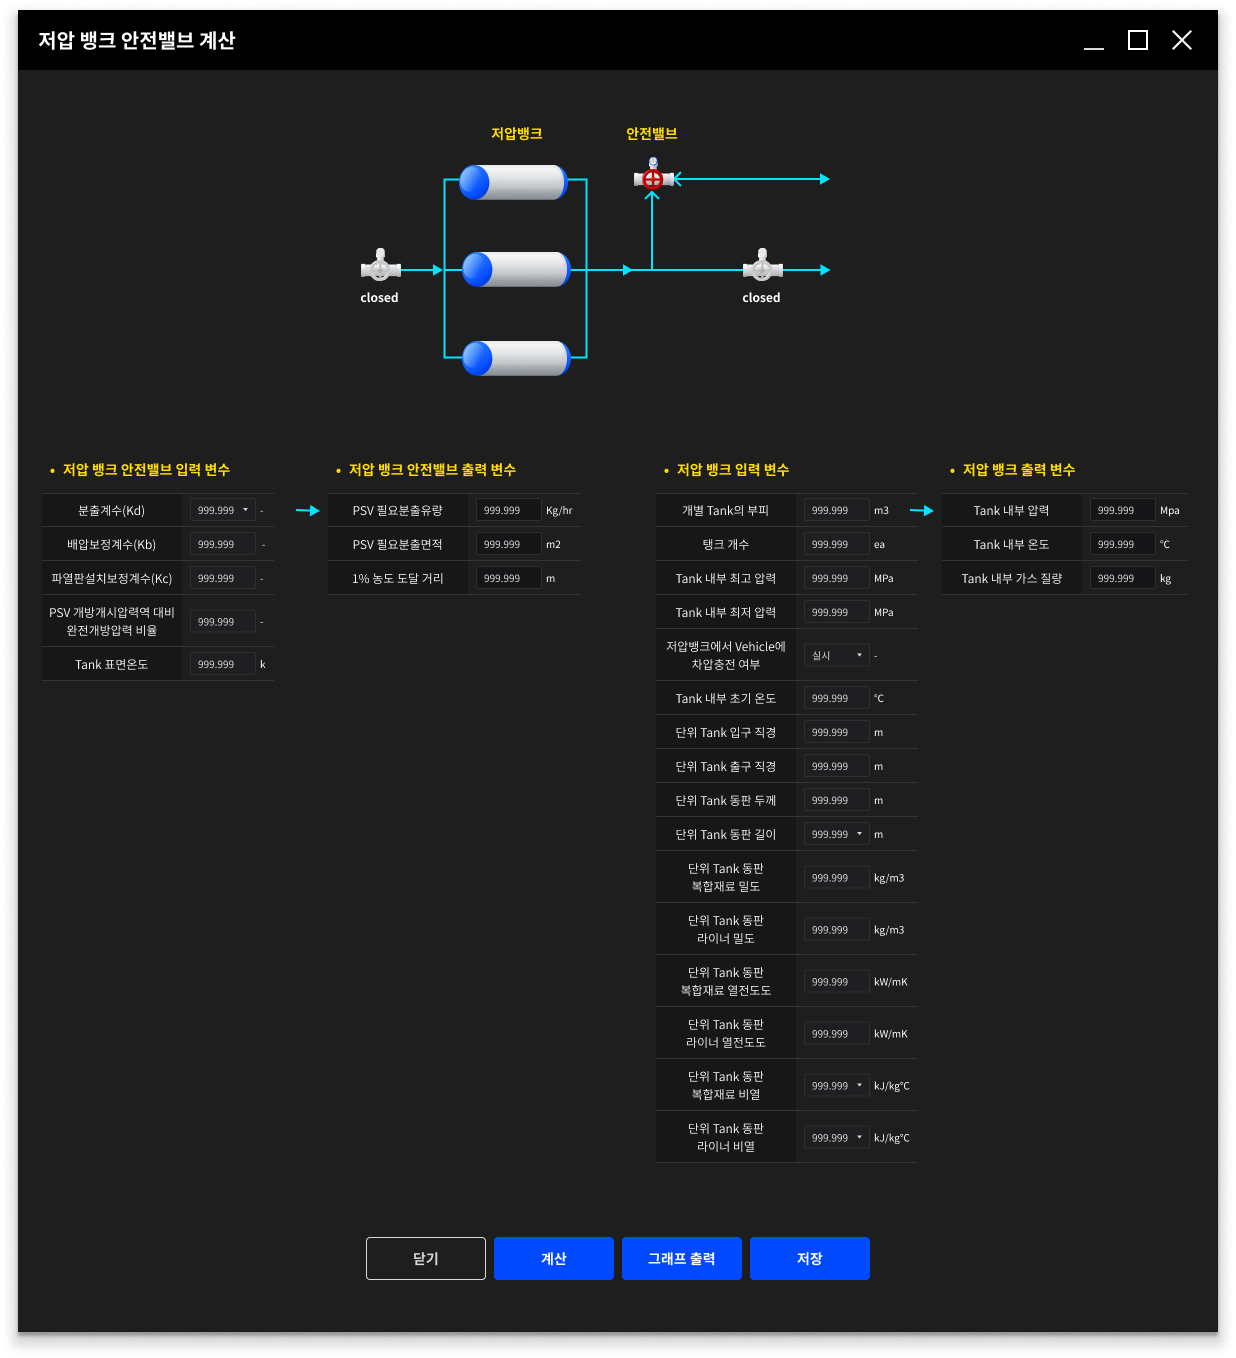 저압 뱅크 안전밸브 계산
저압뱅크
안전밸브
closed
closed
• 저압 뱅크 안전밸브 입력 변수
분출계수(Kd) 999.999 -
배압보정계수(Kb) 999.999 -
파열판설치보정계수(Kc) 999.999 -
PSV 개방개시압력역 대비
완전개방압력 비율 999.999 -
Tank 표면온도 999.999 k
• 저압 뱅크 안전밸브 출력 변수
PSV 필요분출유량 999.999 Kg/hr
PSV 필요분출면적 999.999 m2
1% 농도 도달 거리 999.999 m
• 저압 뱅크 입력 변수
개별 Tank의 부피 999.999 m3
탱크 개수 999.999 ea
Tank 내부 최고 압력 999.999 MPa
Tank 내부 최저 압력 999.999 MPa
저압뱅크에서 Vehicle에
차압충전 여부 실시 -
Tank 내부 초기 온도 999.999 ℃
단위 Tank 입구 직경 999.999 m
단위 Tank 출구 직경 999.999 m
단위 Tank 동판 두께 999.999 m
단위 Tank 동판 길이 999.999 m
단위 Tank 동판
복합재료 밀도 999.999 kg/m3
단위 Tank 동판
라이너 밀도 999.999 kg/m3
단위 Tank 동판
복합재료 열전도도 999.999 kW/mK
단위 Tank 동판
라이너 열전도도 999.999 kW/mK
단위 Tank 동판
복합재료 비열 999.999 kJ/kg℃
단위 Tank 동판
라이너 비열 999.999 kJ/kg℃
• 저압 뱅크 출력 변수
Tank 내부 압력 999.999 Mpa
Tank 내부 온도 999.999 ℃
Tank 내부 가스 질량 999.999 kg
닫기
계산
그래프 출력
저장